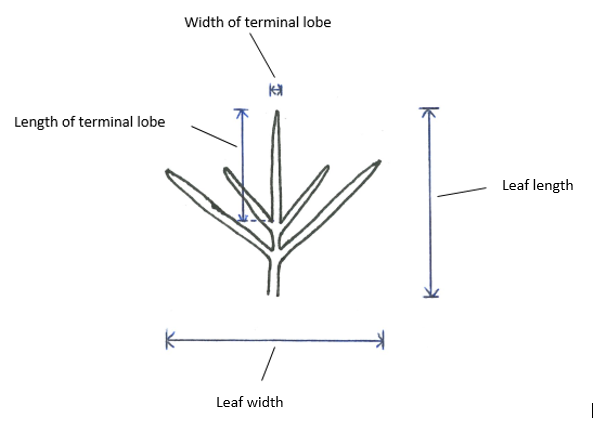 Width of terminal lobe
Length of terminal lobe
Leaf length
Leaf width